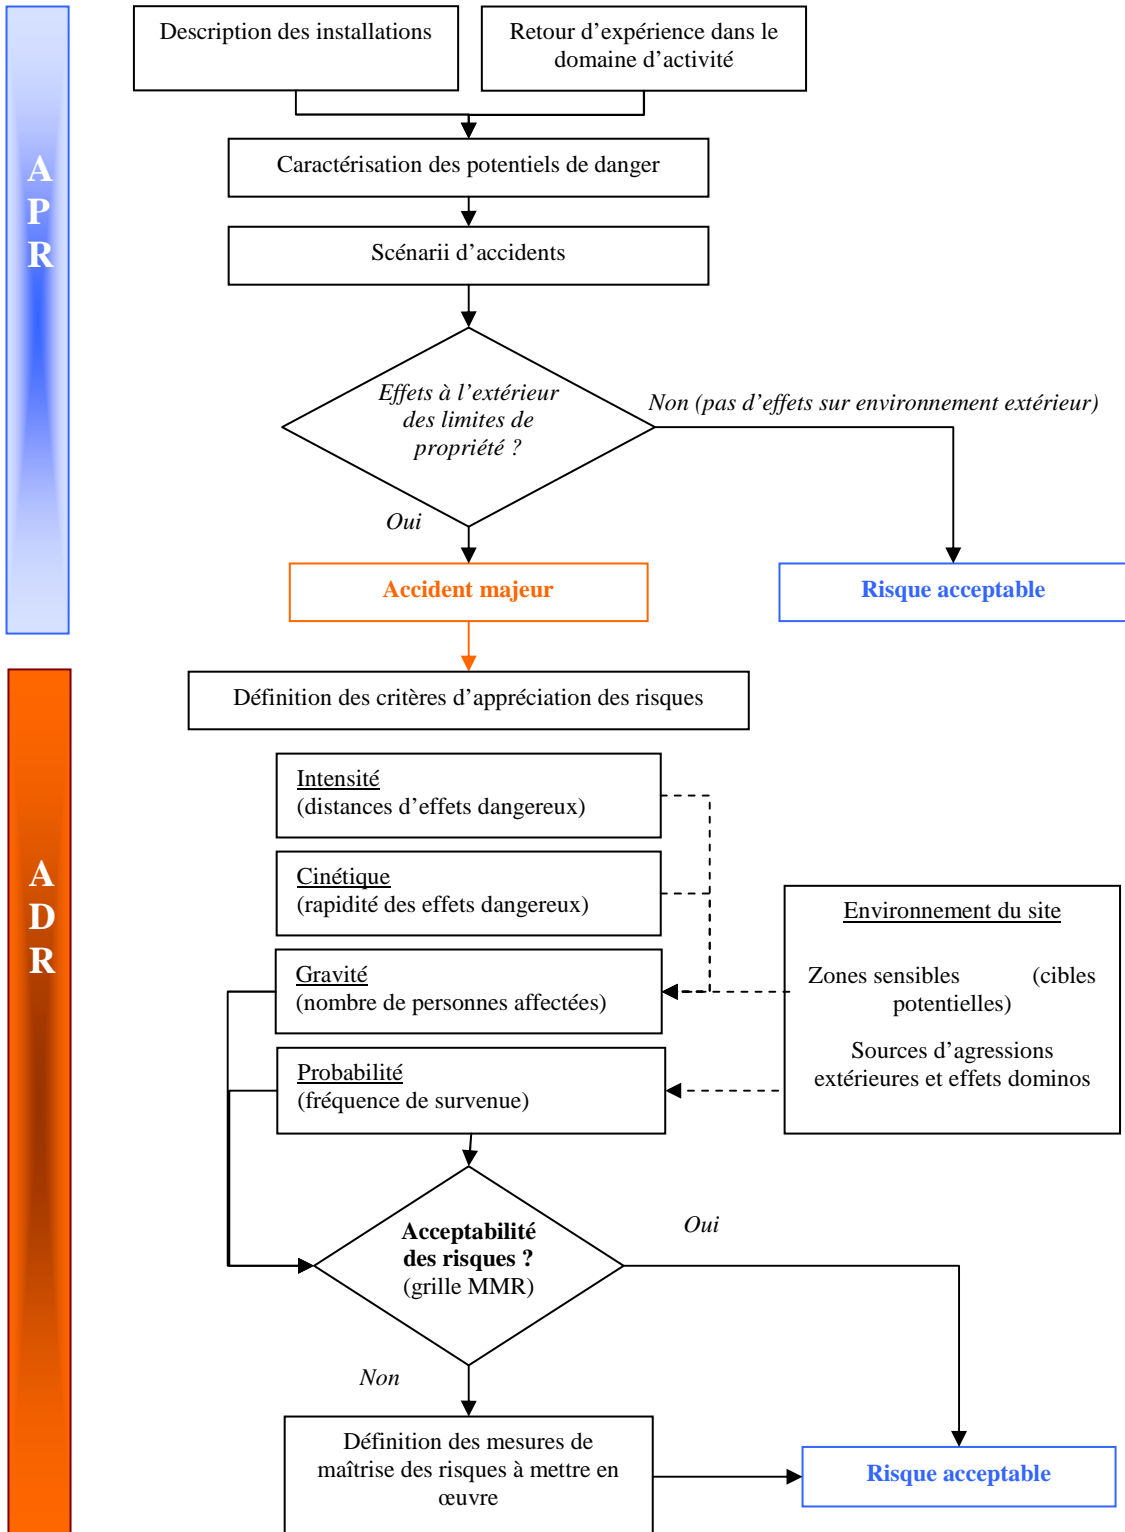 Description des installations
Retour d’expérience dans le
domaine d’activité
A
P
R
Caractérisation des potentiels de danger
Scénarii d’accidents
Effets à l’extérieur
des limites de
propriété ?
Non (pas d’effets sur environnement extérieur)
Oui
Accident majeur
Risque acceptable
A
D
R
Définition des critères d’appréciation des risques
Intensité
(distances d’effets dangereux)
Cinétique
(rapidité des effets dangereux)
Gravité
(nombre de personnes affectées)
Probabilité
(fréquence de survenue)
Environnement du site
Zones sensibles (cibles
potentielles)
Sources d’agressions
extérieures et effets dominos
Acceptabilité
des risques ?
(grille MMR)
Oui
Non
Définition des mesures de
maîtrise des risques à mettre en
œuvre
Risque acceptable